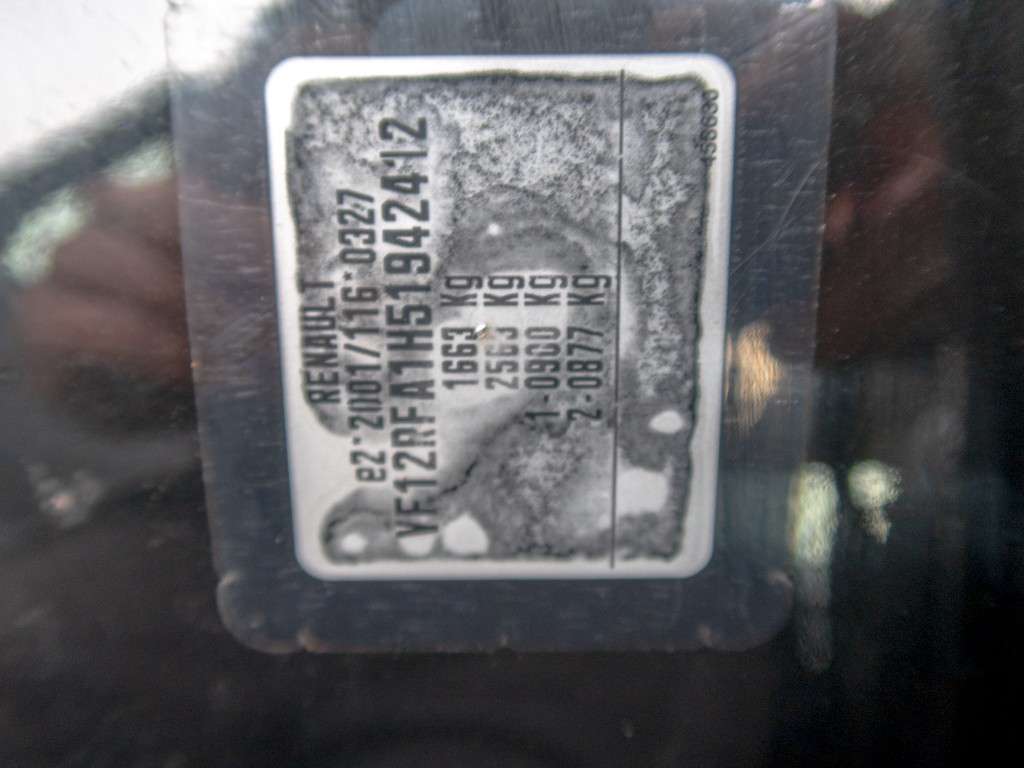 RENAULT
e2*2001/116*0327
VF12RFA1H51942412
1663 Kg
2563 Kg
1-0900 Kg
2-0877 Kg